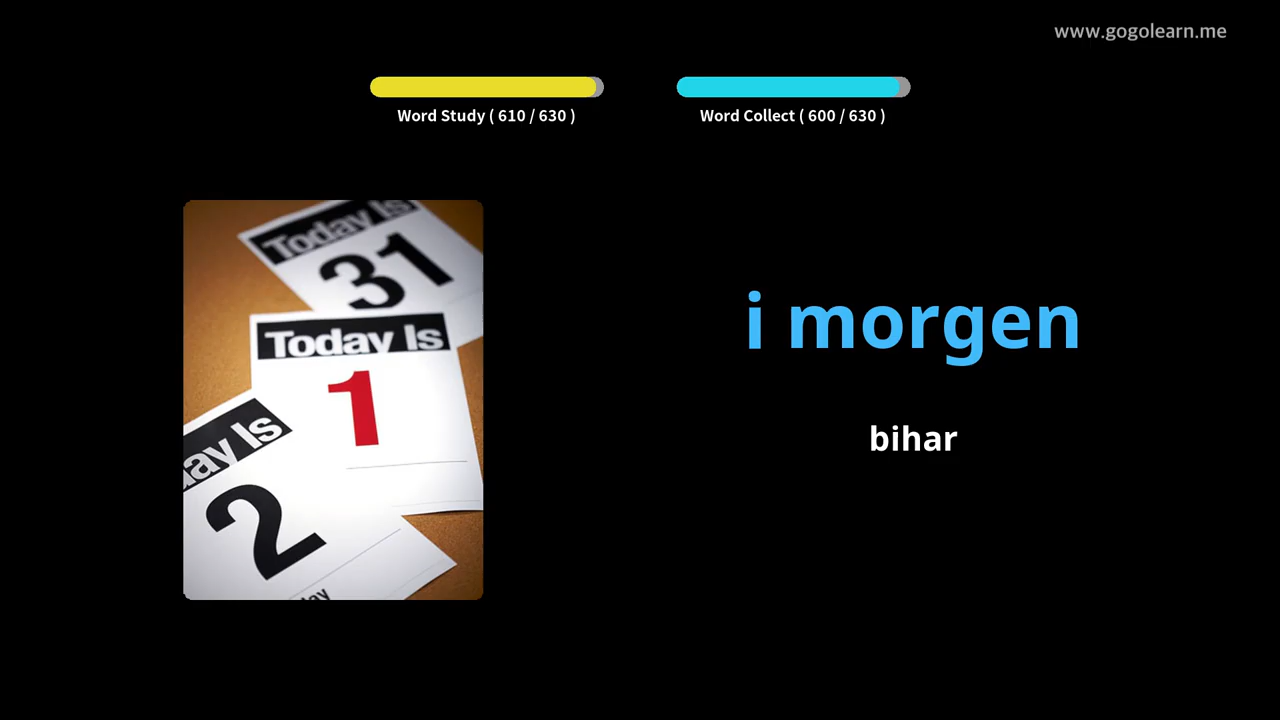 www.gogolearn.me
Word Study ( 610 / 630 )
Word Collect ( 600 / 630 )
Today Is
31
Today Is
1
ay Is
2
i morgen
bihar